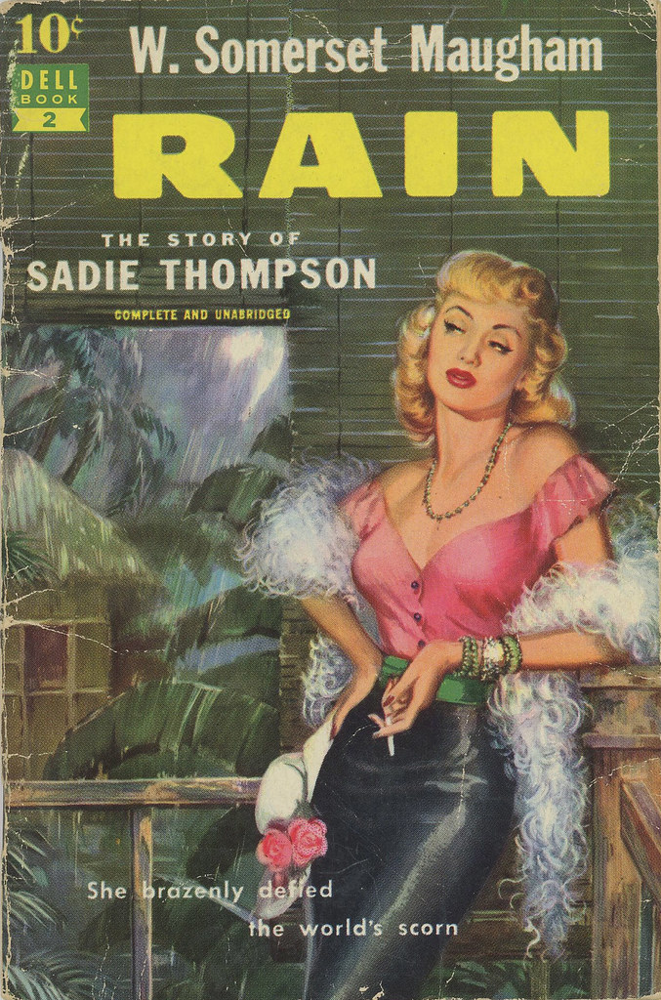 10¢
W. Somerset Maugham
DELL
BOOK
2
RAIN
THE STORY OF
SADIE THOMPSON
COMPLETE AND UNABRIDGED
She brazenly defied
the world's scorn